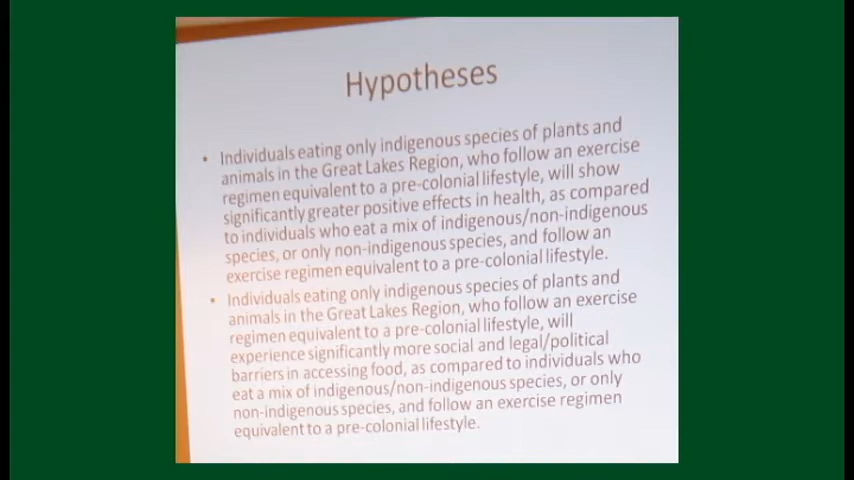 Hypotheses
• Individuals eating only indigenous species of plants and
animals in the Great Lakes Region, who follow an exercise
regimen equivalent to a pre-colonial lifestyle, will show
significantly greater positive effects in health, as compared
to individuals who eat a mix of indigenous/non-indigenous
species, or only non-indigenous species, and follow an
exercise regimen equivalent to a pre-colonial lifestyle.
• Individuals eating only indigenous species of plants and
animals in the Great Lakes Region, who follow an exercise
regimen equivalent to a pre-colonial lifestyle, will
experience significantly more social and legal/political
barriers in accessing food, as compared to individuals who
eat a mix of indigenous/non-indigenous species, or only
non-indigenous species, and follow an exercise regimen
equivalent to a pre-colonial lifestyle.